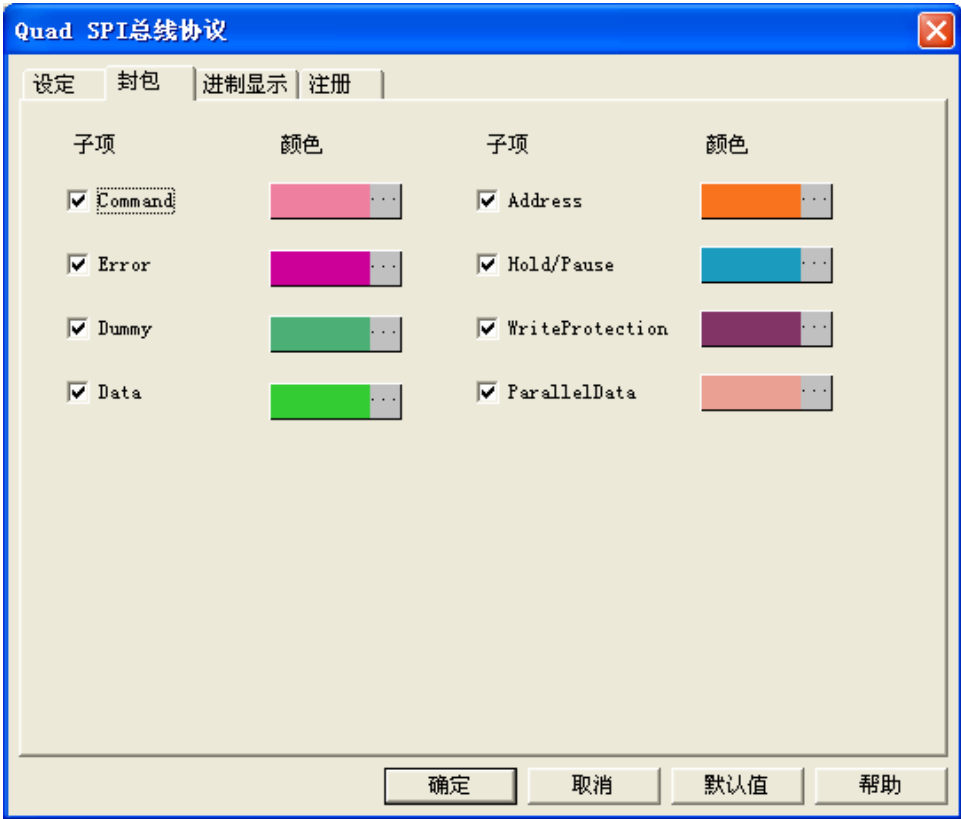 Quad SPI总线协议
设定 封包 进制显示 注册
子项 颜色 子项 颜色
Command ... Address ...
Error ... Hold/Pause ...
Dummy ... WriteProtection ...
Data ... ParallelData ...
确定 取消 默认值 帮助